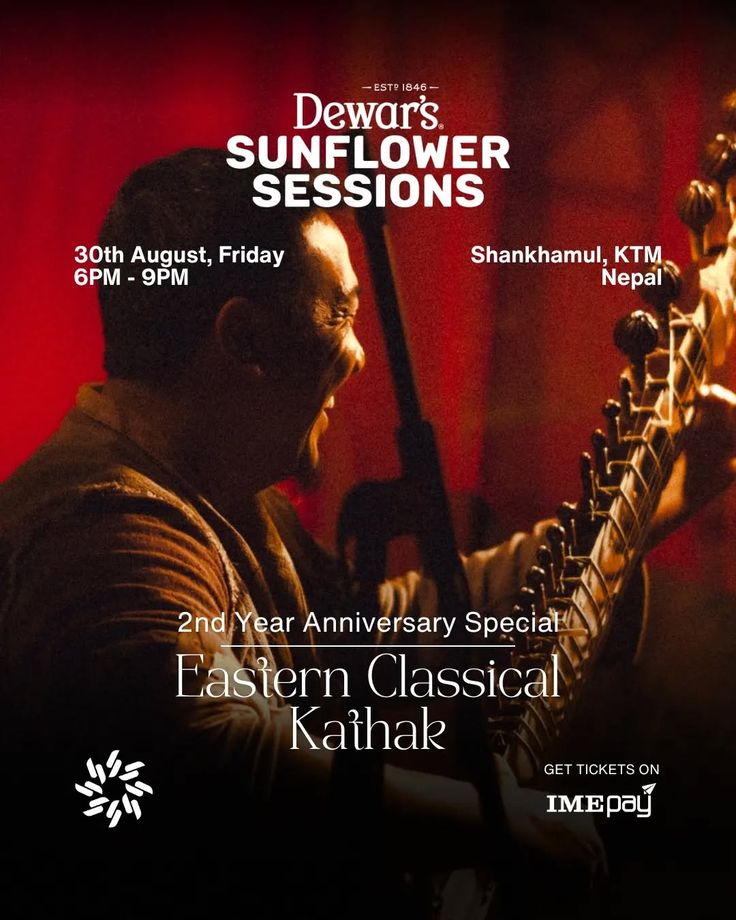 ESTD 1846
Dewar's
SUNFLOWER
SESSIONS
30th August, Friday
6PM - 9PM
Shankhamul, KTM
Nepal
2nd Year Anniversary Special
Eastern Classical
Kathak
GET TICKETS ON
IMEpay